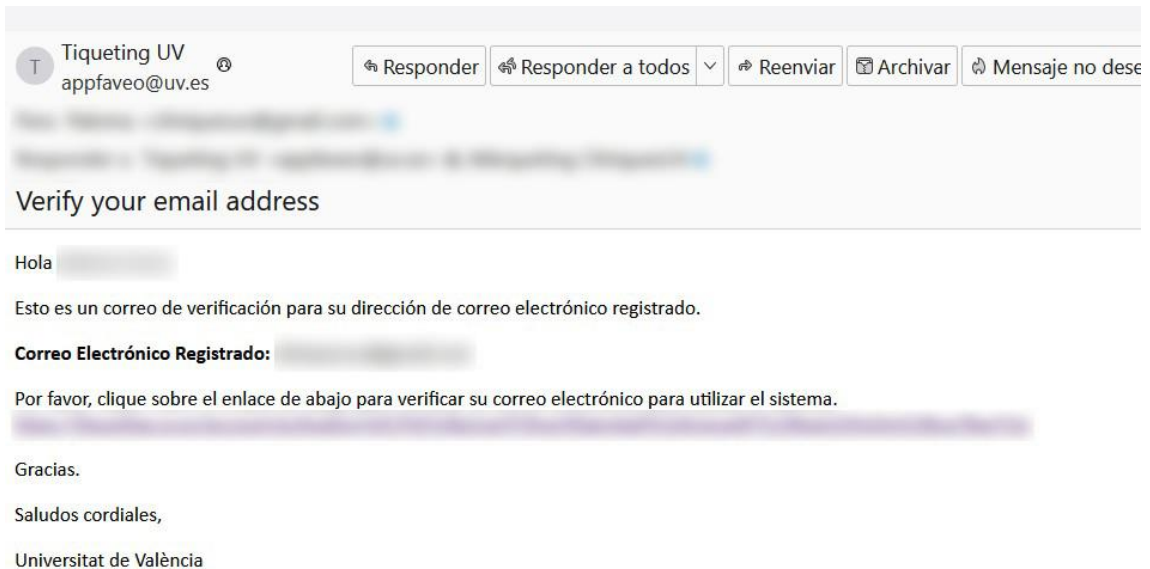 T
Tiqueting UV
appfaveo@uv.es
Responder Responder a todos Reenviar Archivar Mensaje no dese
Verify your email address
Hola
Esto es un correo de verificación para su dirección de correo electrónico registrado.
Correo Electrónico Registrado:
Por favor, clique sobre el enlace de abajo para verificar su correo electrónico para utilizar el sistema.
Gracias.
Saludos cordiales,
Universitat de València